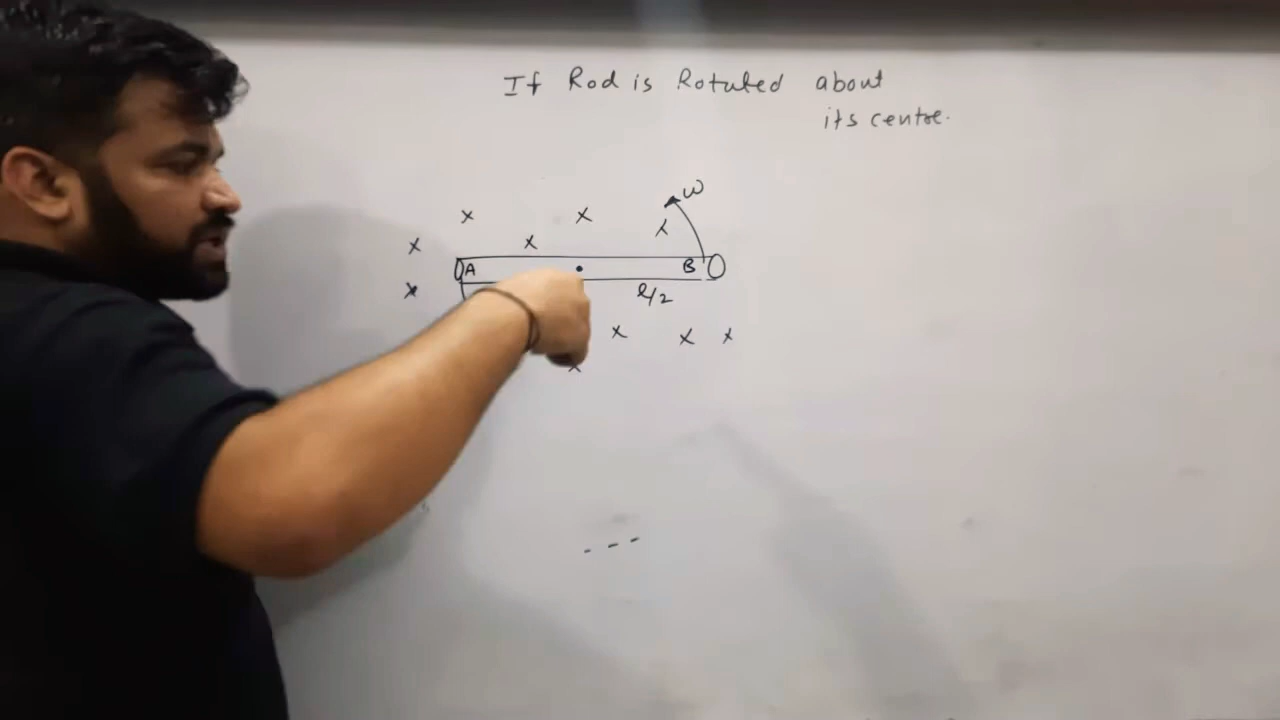 If Rod is Rotated about
its centre.
ω
A B
l/2